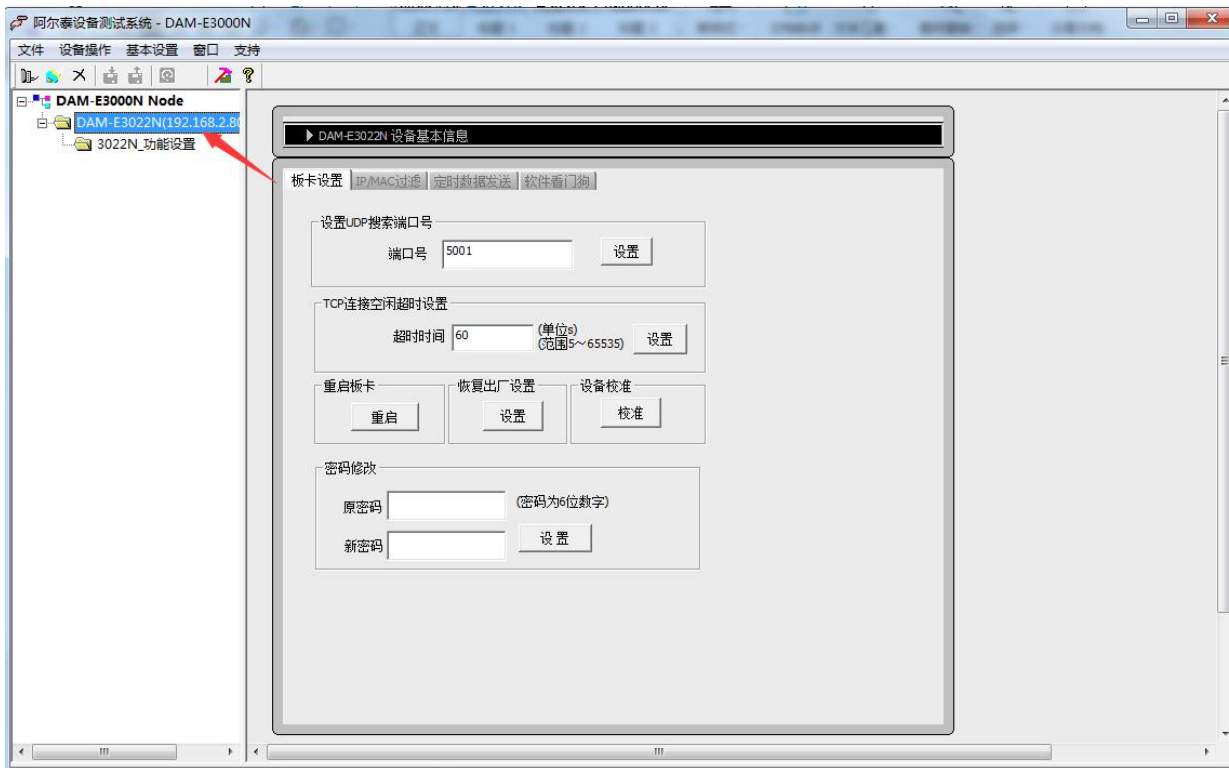 阿尔泰设备测试系统 - DAM-E3000N
文件 设备操作 基本设置 窗口 支持
DAM-E3000N Node
DAM-E3022N(192.168.2.80
3022N_功能设置
DAM-E3022N 设备基本信息
板卡设置 IP/MAC过滤 定时数据发送 软件看门狗
设置UDP搜索端口号
端口号 5001 设置
TCP连接空闲超时设置
超时时间 60 (单位s)
(范围5～65535) 设置
重启板卡 恢复出厂设置 设备校准
重启 设置 校准
密码修改
原密码 (密码为6位数字)
新密码 设 置